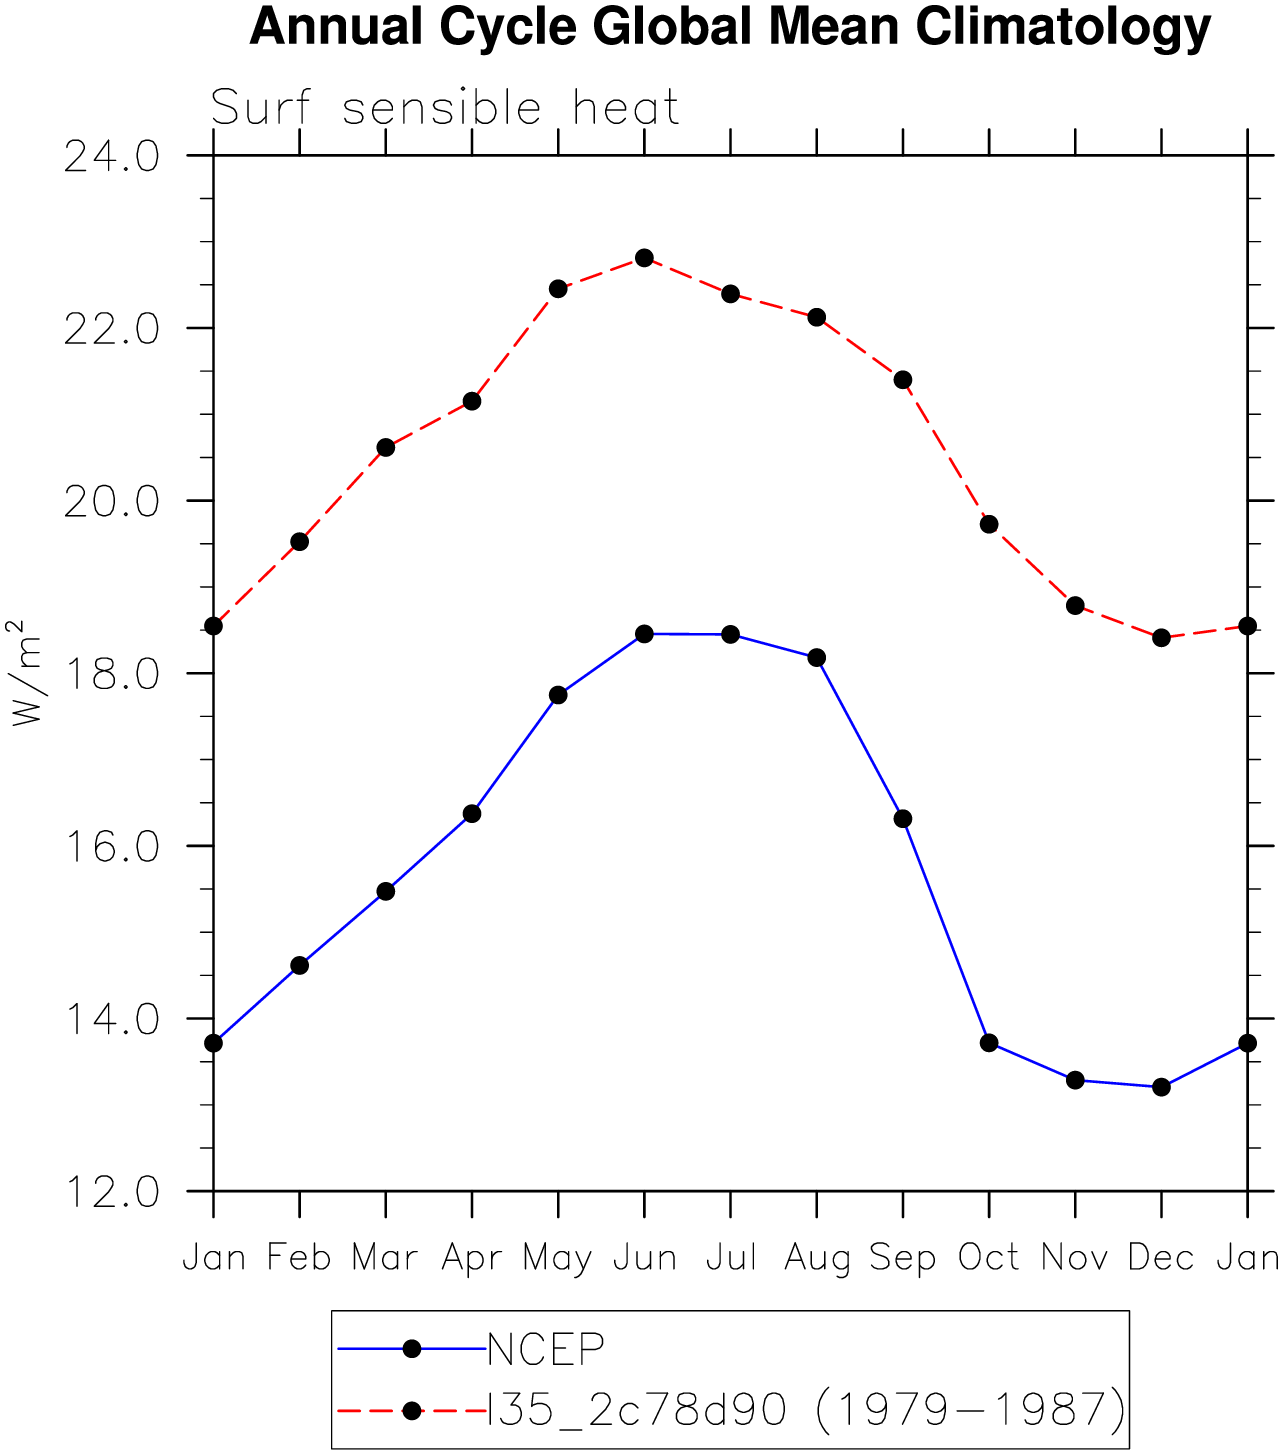 Annual Cycle Global Mean Climatology
Surf sensible heat
24.0
22.0
20.0
18.0
16.0
14.0
12.0
W/m²
Jan Feb Mar Apr May Jun Jul Aug Sep Oct Nov Dec Jan
NCEP
I35_2c78d90 (1979-1987)